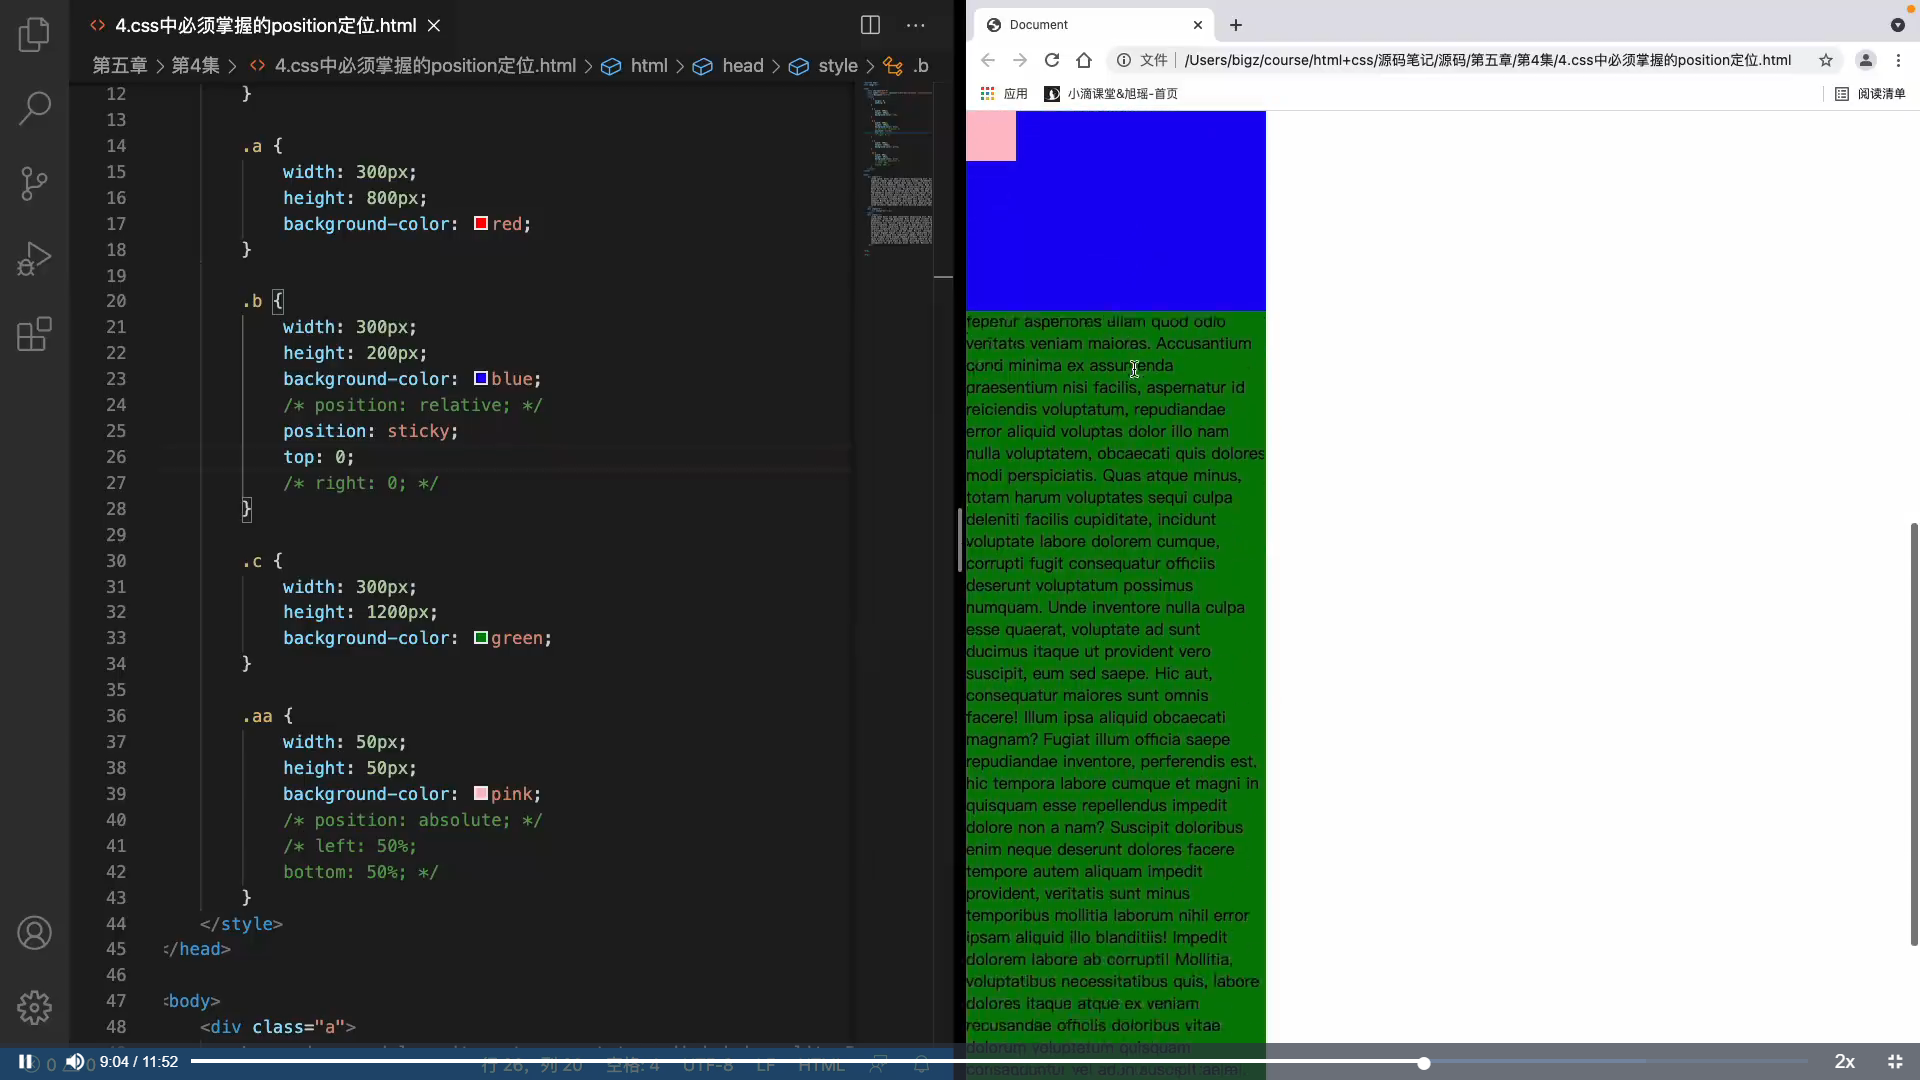 4.css中必须掌握的position定位.html
第五章 > 第4集 > 4.css中必须掌握的position定位.html > html > head > style > .b
12 }
13
14 .a {
15 width: 300px;
16 height: 800px;
17 background-color: red;
18 }
19
20 .b {
21 width: 300px;
22 height: 200px;
23 background-color: blue;
24 /* position: relative; */
25 position: sticky;
26 top: 0;
27 /* right: 0; */
28 }
29
30 .c {
31 width: 300px;
32 height: 1200px;
33 background-color: green;
34 }
35
36 .aa {
37 width: 50px;
38 height: 50px;
39 background-color: pink;
40 /* position: absolute; */
41 /* left: 50%;
42 bottom: 50%; */
43 }
44 </style>
45 </head>
46
47 <body>
48 <div class="a">
行 26，列 20 空格: 4 UTF-8 LF HTML
9:04 / 11:52
2x
Document
文件 /Users/bigz/course/html+css/源码笔记/源码/第五章/第4集/4.css中必须掌握的position定位.html
应用 小滴课堂&旭瑶-首页 阅读清单
asperiores ullam quod odio
veritatis veniam maiores. Accusantium
minima ex assumenda
praesentium nisi facilis, aspernatur id
reiciendis voluptatum, repudiandae
error aliquid voluptas dolor illo nam
nulla voluptatem, obcaecati quis dolores
modi perspiciatis. Quas atque minus,
totam harum voluptates sequi culpa
deleniti facilis cupiditate, incidunt
voluptate labore dolorem cumque,
corrupti fugit consequatur officiis
deserunt voluptatum possimus
numquam. Unde inventore nulla culpa
esse quaerat, voluptate ad sunt
ducimus itaque ut provident vero
suscipit, eum sed saepe. Hic aut,
consequatur maiores sunt omnis
facere! Illum ipsa aliquid obcaecati
magnam? Fugiat illum officia saepe
repudiandae inventore, perferendis est,
hic tempora labore cumque et magni in
quisquam esse repellendus impedit
dolore non a nam? Suscipit doloribus
enim neque deserunt dolores facere
tempore autem aliquam impedit
provident, veritatis sunt minus
temporibus mollitia laborum nihil error
ipsam aliquid illo blanditiis! Impedit
dolorem labore ab corrupti! Mollitia,
voluptatibus necessitatibus quis, labore
dolores itaque atque ex veniam
recusandae officiis doloribus vitae
dolorum voluptatum quisquam